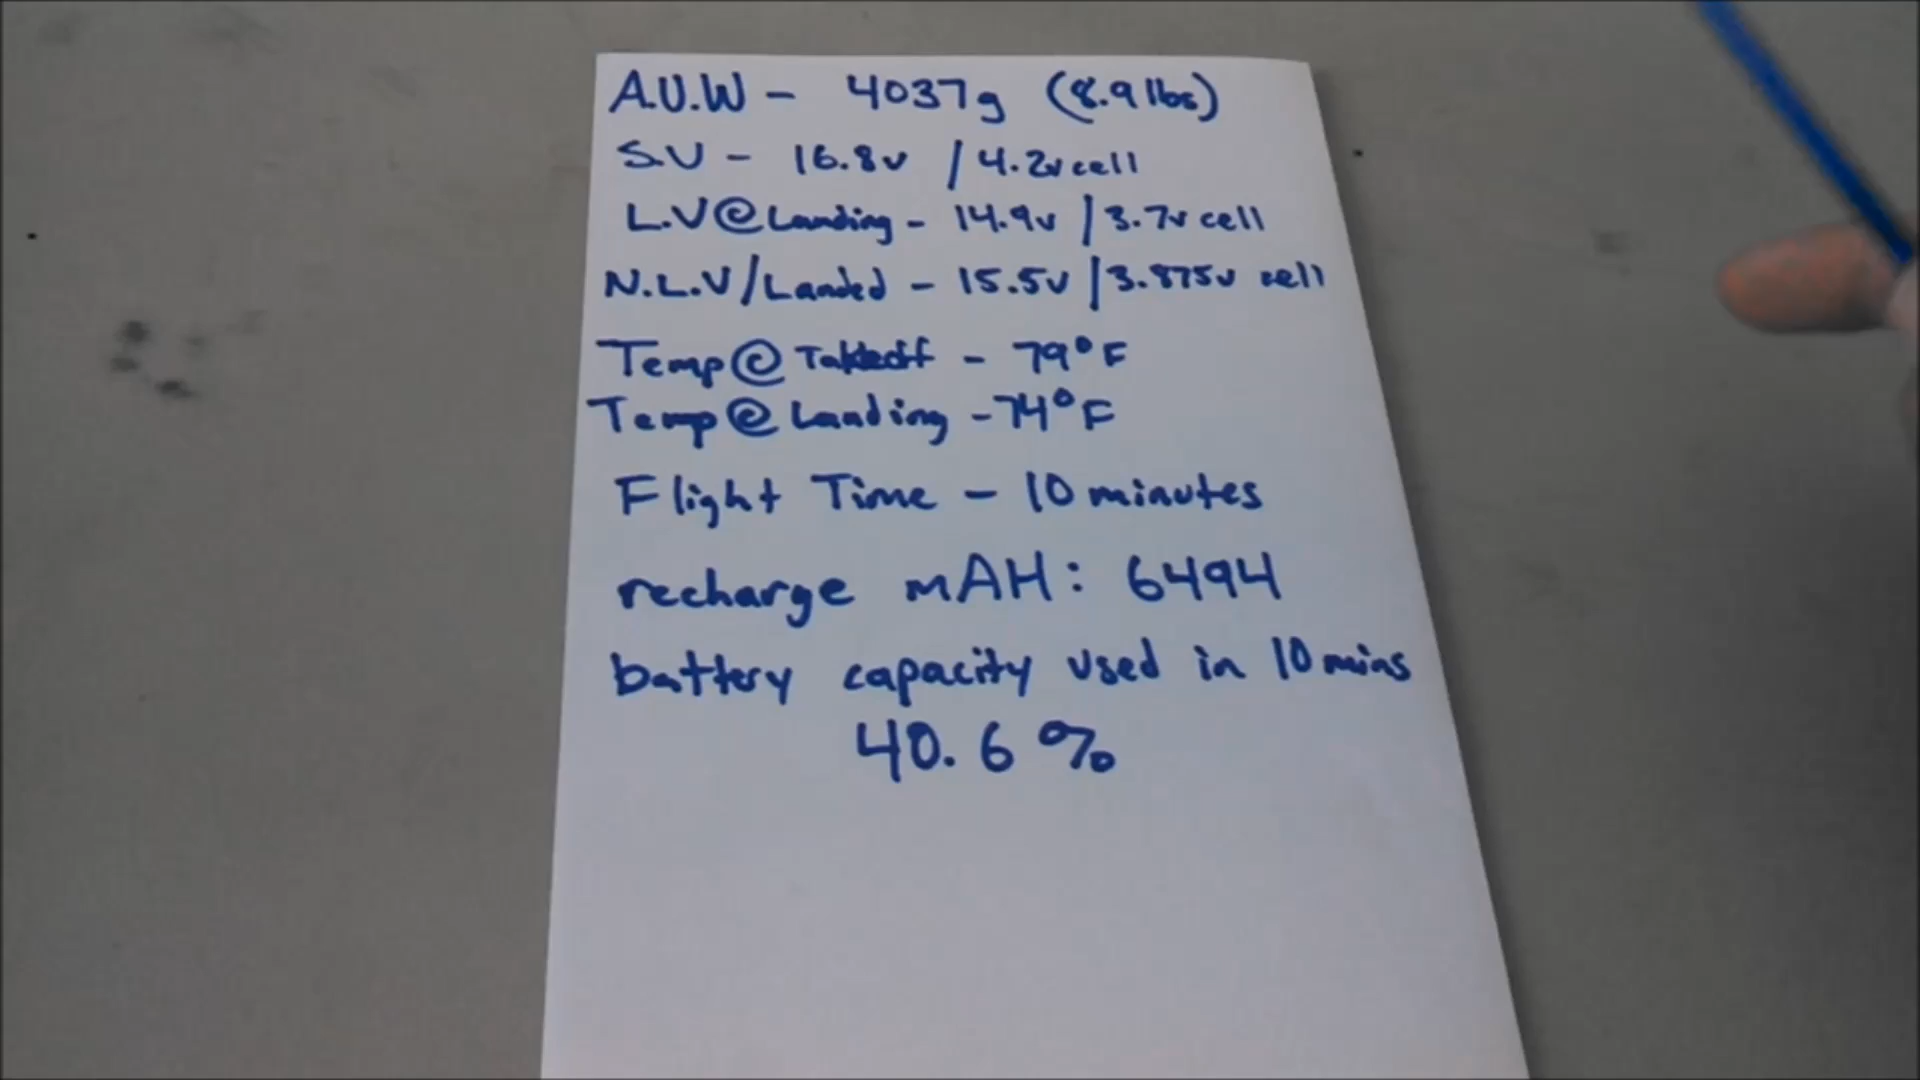 A.U.W - 4037g (8.9 lbs)
S.V - 16.8v / 4.2v cell
L.V @ Landing - 14.9v / 3.7v cell
N.L.V/Landed - 15.5v / 3.875v cell
Temp @ Takeoff - 79°F
Temp @ Landing - 74°F
Flight Time - 10 minutes
recharge mAH: 6494
battery capacity used in 10 mins
40.6 %